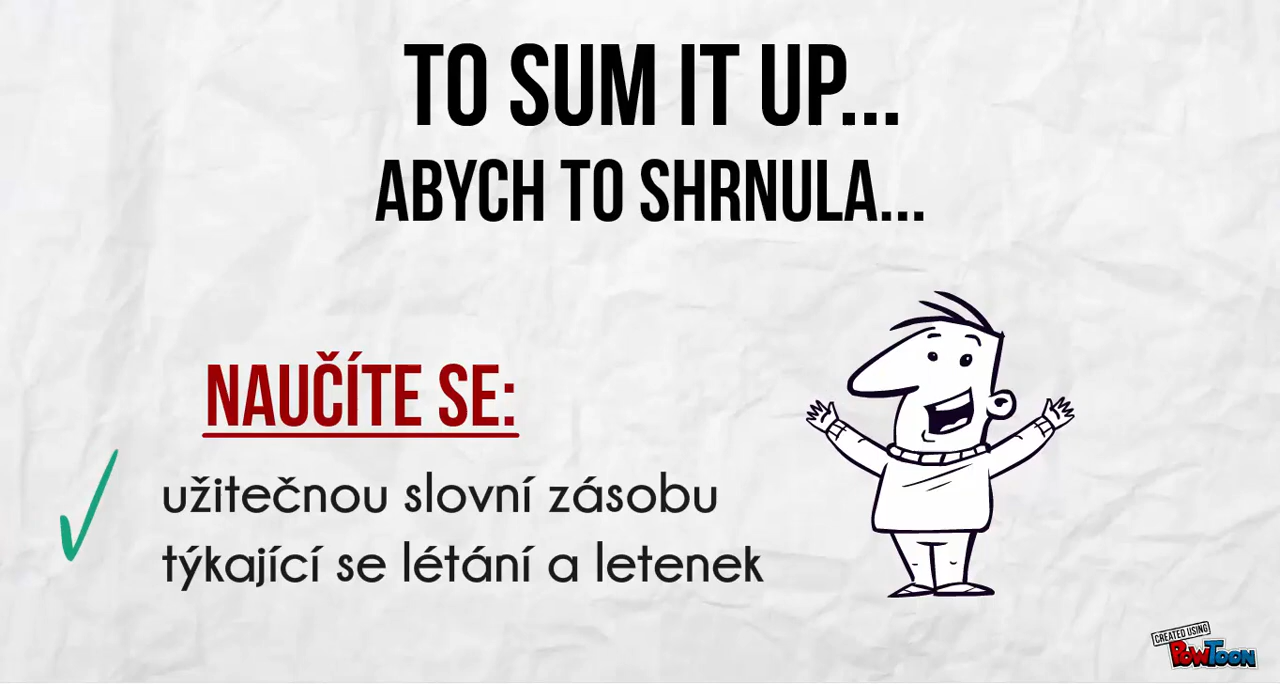 TO SUM IT UP...
ABYCH TO SHRNULA...
NAUČÍTE SE:
užitečnou slovní zásobu
týkající se létání a letenek
CREATED USING
POWTOON